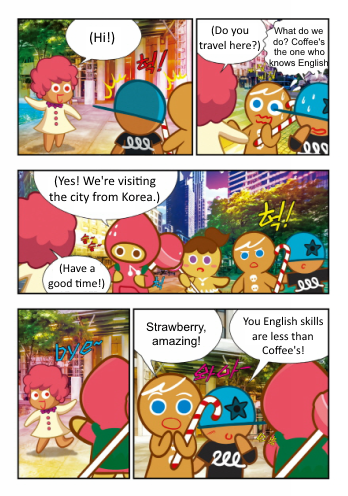 (Hi!)
헉!
(Do you
travel here?)
What do we
do? Coffee's
the one who
knows English
(Yes! We're visiting
the city from Korea.)
헉!
(Have a
good time!)
bye~
Strawberry,
amazing!
You English skills
are less than
Coffee's!
와아~